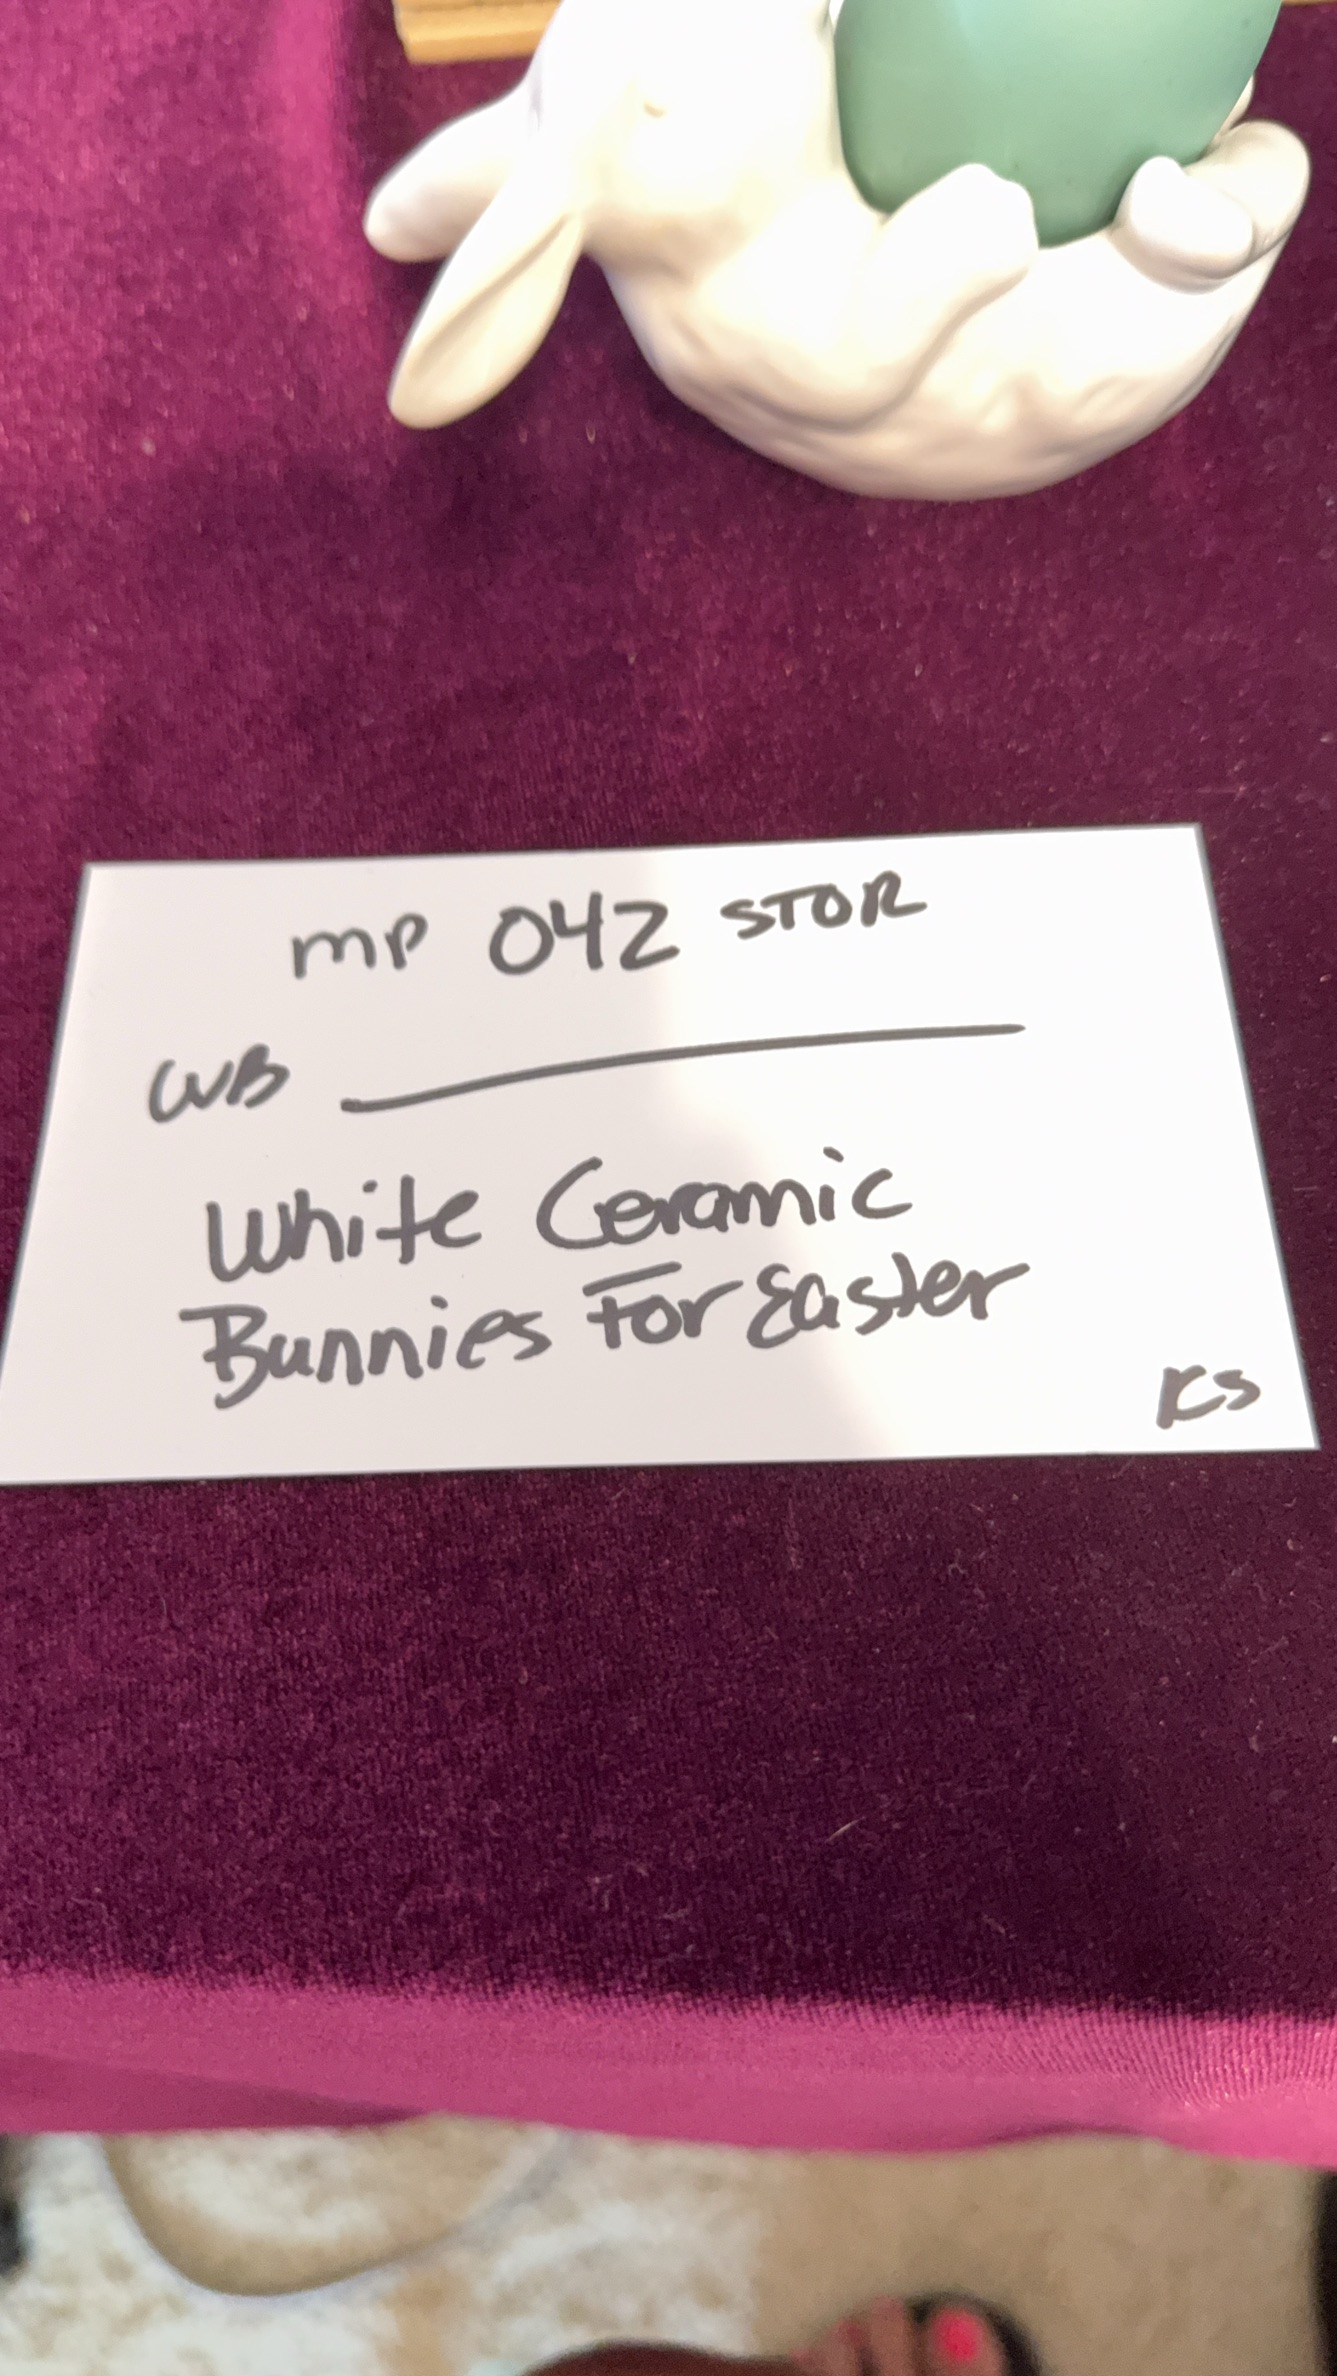 mp 042 STOR
WB
White Ceramic
Bunnies For Easter
KS